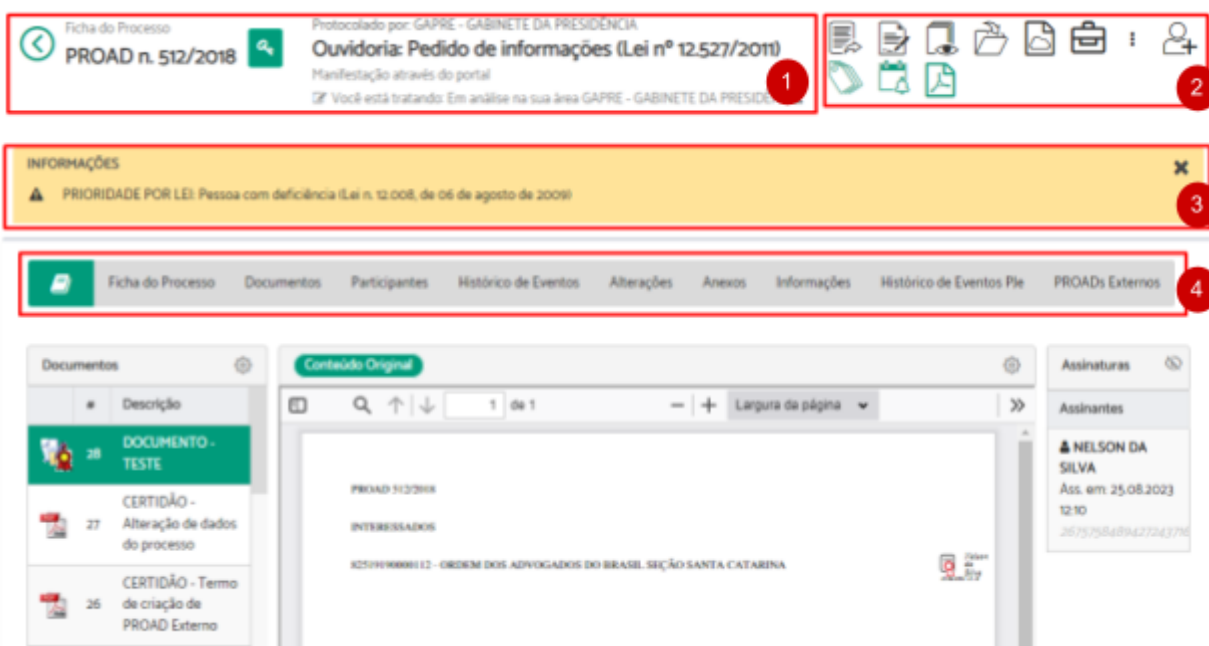 Ficha do Processo
PROAD n. 512/2018
Protocolado por: GAPRE - GABINETE DA PRESIDÊNCIA
Ouvidoria: Pedido de informações (Lei nº 12.527/2011)
Manifestação através do portal
Você está tratando: Em análise na sua área GAPRE - GABINETE DA PRESIDÊ
1
2
INFORMAÇÕES
PRIORIDADE POR LEI: Pessoa com deficiência (Lei n. 12.008, de 06 de agosto de 2009)
3
Ficha do Processo Documentos Participantes Histórico de Eventos Alterações Anexos Informações Histórico de Eventos Ple PROADs Externos
4
Documentos
# Descrição
28 DOCUMENTO -
TESTE
27 CERTIDÃO -
Alteração de dados
do processo
26 CERTIDÃO - Termo
de criação de
PROAD Externo
Conteúdo Original
1 de 1 Largura da página
PROAD 512/2018
INTERESSADOS
82519190000112 - ORDEM DOS ADVOGADOS DO BRASIL SEÇÃO SANTA CATARINA
Assinaturas
Assinantes
NELSON DA
SILVA
Ass. em: 25.08.2023
12:10